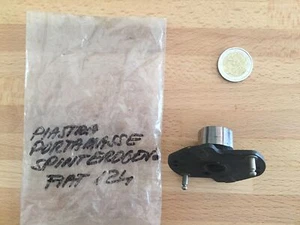 PIASTRA
PORTAMASSE
SPINTEROGENO
FIAT 124